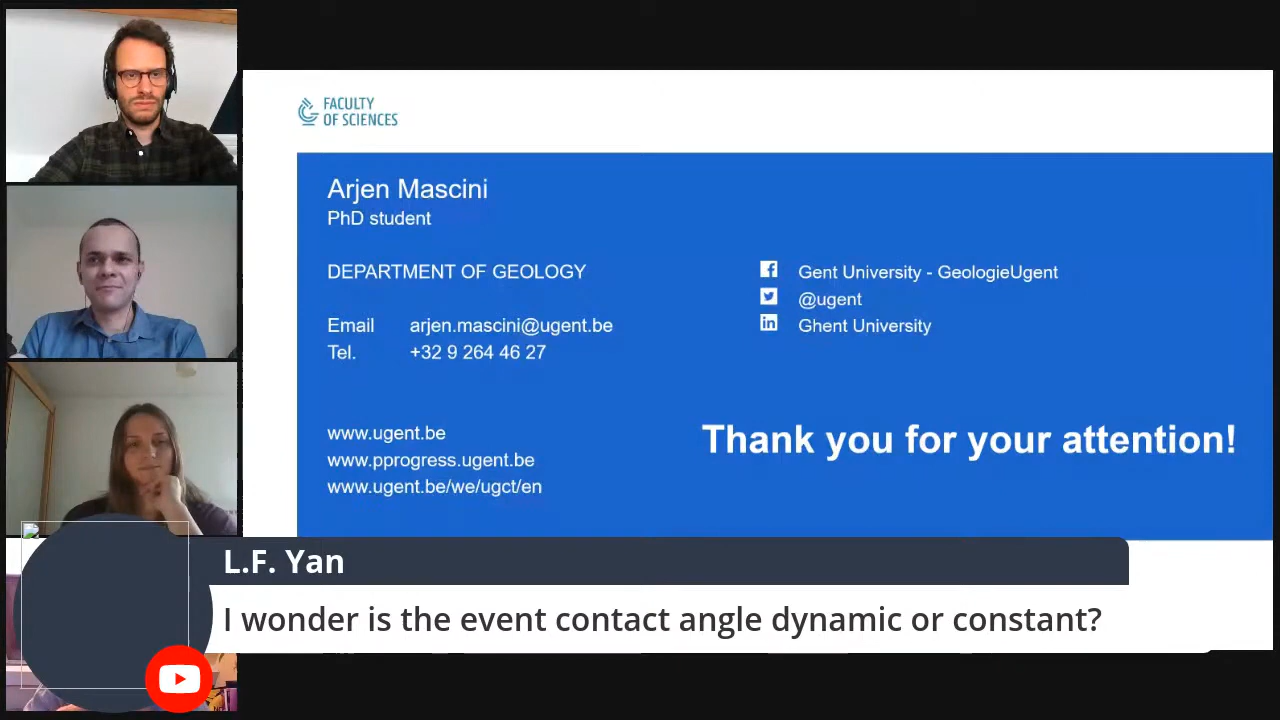 FACULTY
OF SCIENCES
Arjen Mascini
PhD student
DEPARTMENT OF GEOLOGY
Email arjen.mascini@ugent.be
Tel. +32 9 264 46 27
www.ugent.be
www.pprogress.ugent.be
www.ugent.be/we/ugct/en
Gent University - GeologieUgent
@ugent
Ghent University
Thank you for your attention!
L.F. Yan
I wonder is the event contact angle dynamic or constant?